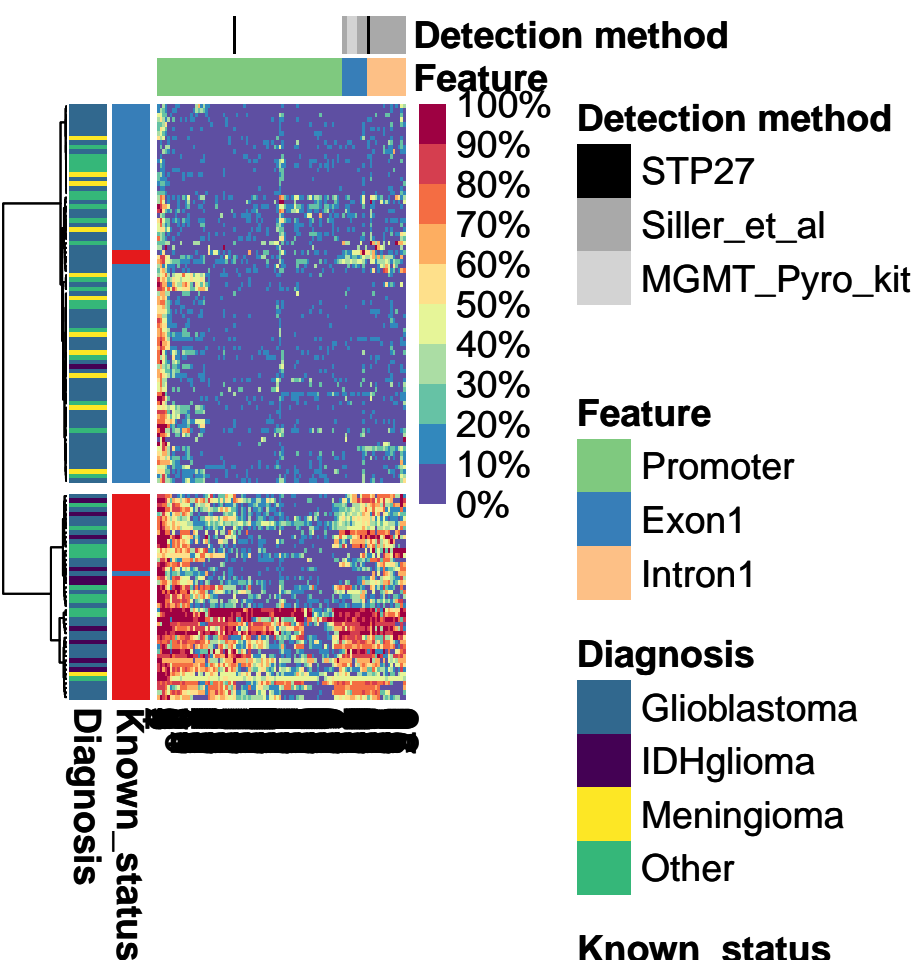 Detection method
Feature
100%
90%
80%
70%
60%
50%
40%
30%
20%
10%
0%
Detection method
STP27
Siller_et_al
MGMT_Pyro_kit
Feature
Promoter
Exon1
Intron1
Diagnosis
Glioblastoma
IDHglioma
Meningioma
Other
Known_status
Diagnosis
Known_status